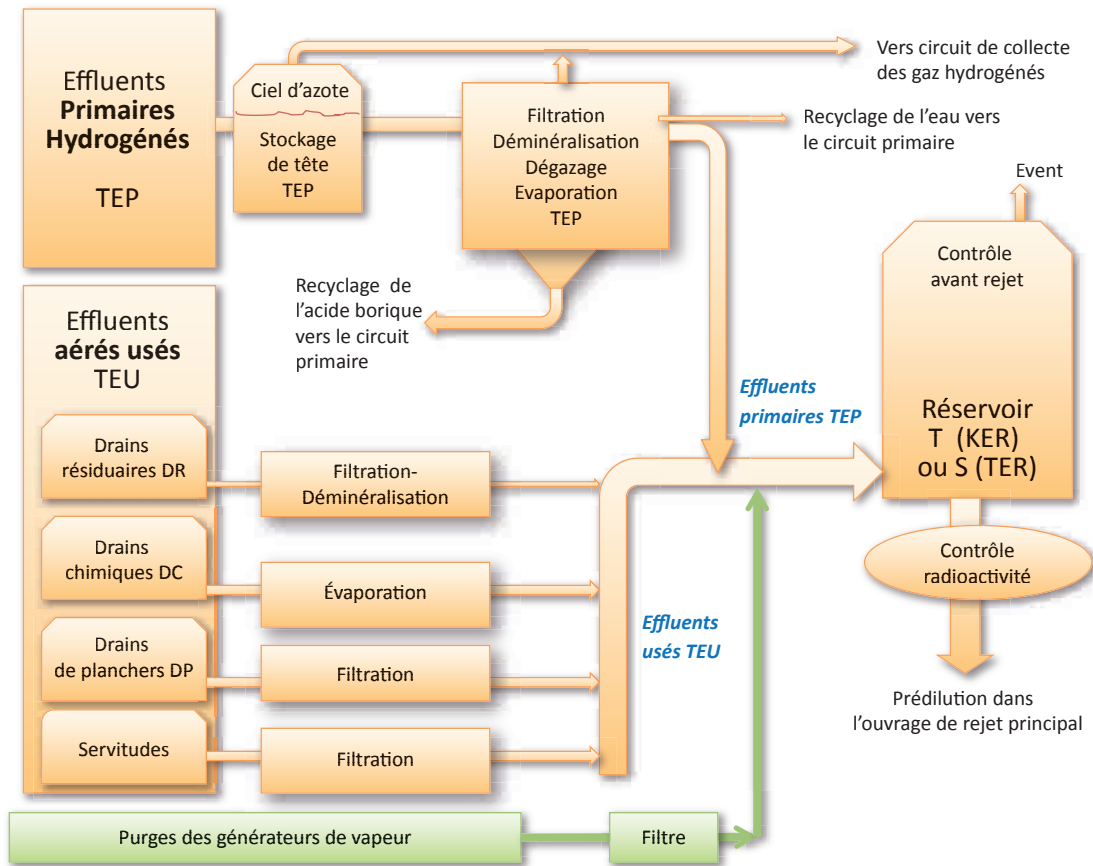 Effluents
Primaires
Hydrogénés
TEP
Ciel d'azote
Stockage
de tête
TEP
Filtration
Déminéralisation
Dégazage
Evaporation
TEP
Vers circuit de collecte
des gaz hydrogénés
Recyclage de l'eau vers
le circuit primaire
Recyclage de
l'acide borique
vers le circuit
primaire
Event
Contrôle
avant rejet
Réservoir
T (KER)
ou S (TER)
Contrôle
radioactivité
Prédilution dans
l'ouvrage de rejet principal
Effluents
primaires TEP
Effluents
aérés usés
TEU
Drains
résiduaires DR
Filtration-
Déminéralisation
Drains
chimiques DC
Évaporation
Drains
de planchers DP
Filtration
Servitudes
Filtration
Effluents
usés TEU
Purges des générateurs de vapeur
Filtre